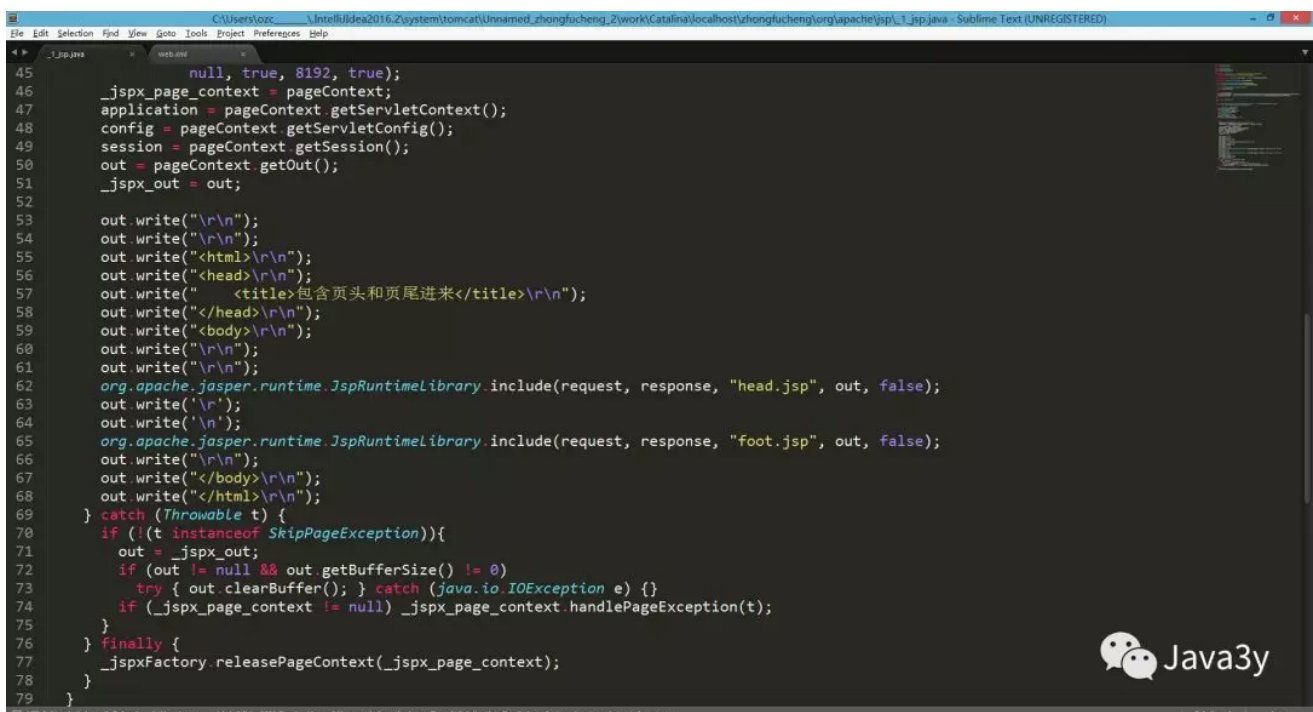 C:\Users\ozc______\.IntelliJIdea2016.2\system\tomcat\Unnamed_zhongfucheng_2\work\Catalina\localhost\zhongfucheng\org\apache\jsp\_1_jsp.java - Sublime Text (UNREGISTERED)
File Edit Selection Find View Goto Tools Project Preferences Help
_1_jsp.java × web.xml ×
45 null, true, 8192, true);
46 _jspx_page_context = pageContext;
47 application = pageContext.getServletContext();
48 config = pageContext.getServletConfig();
49 session = pageContext.getSession();
50 out = pageContext.getOut();
51 _jspx_out = out;
52
53 out.write("\r\n");
54 out.write("\r\n");
55 out.write("<html>\r\n");
56 out.write("<head>\r\n");
57 out.write("    <title>包含页头和页尾进来</title>\r\n");
58 out.write("</head>\r\n");
59 out.write("<body>\r\n");
60 out.write("\r\n");
61 out.write("\r\n");
62 org.apache.jasper.runtime.JspRuntimeLibrary.include(request, response, "head.jsp", out, false);
63 out.write('\r');
64 out.write('\n');
65 org.apache.jasper.runtime.JspRuntimeLibrary.include(request, response, "foot.jsp", out, false);
66 out.write("\r\n");
67 out.write("</body>\r\n");
68 out.write("</html>\r\n");
69 } catch (Throwable t) {
70 if (!(t instanceof SkipPageException)){
71 out = _jspx_out;
72 if (out != null && out.getBufferSize() != 0)
73 try { out.clearBuffer(); } catch (java.io.IOException e) {}
74 if (_jspx_page_context != null) _jspx_page_context.handlePageException(t);
75 }
76 } finally {
77 _jspxFactory.releasePageContext(_jspx_page_context);
78 }
79 }
Java3y